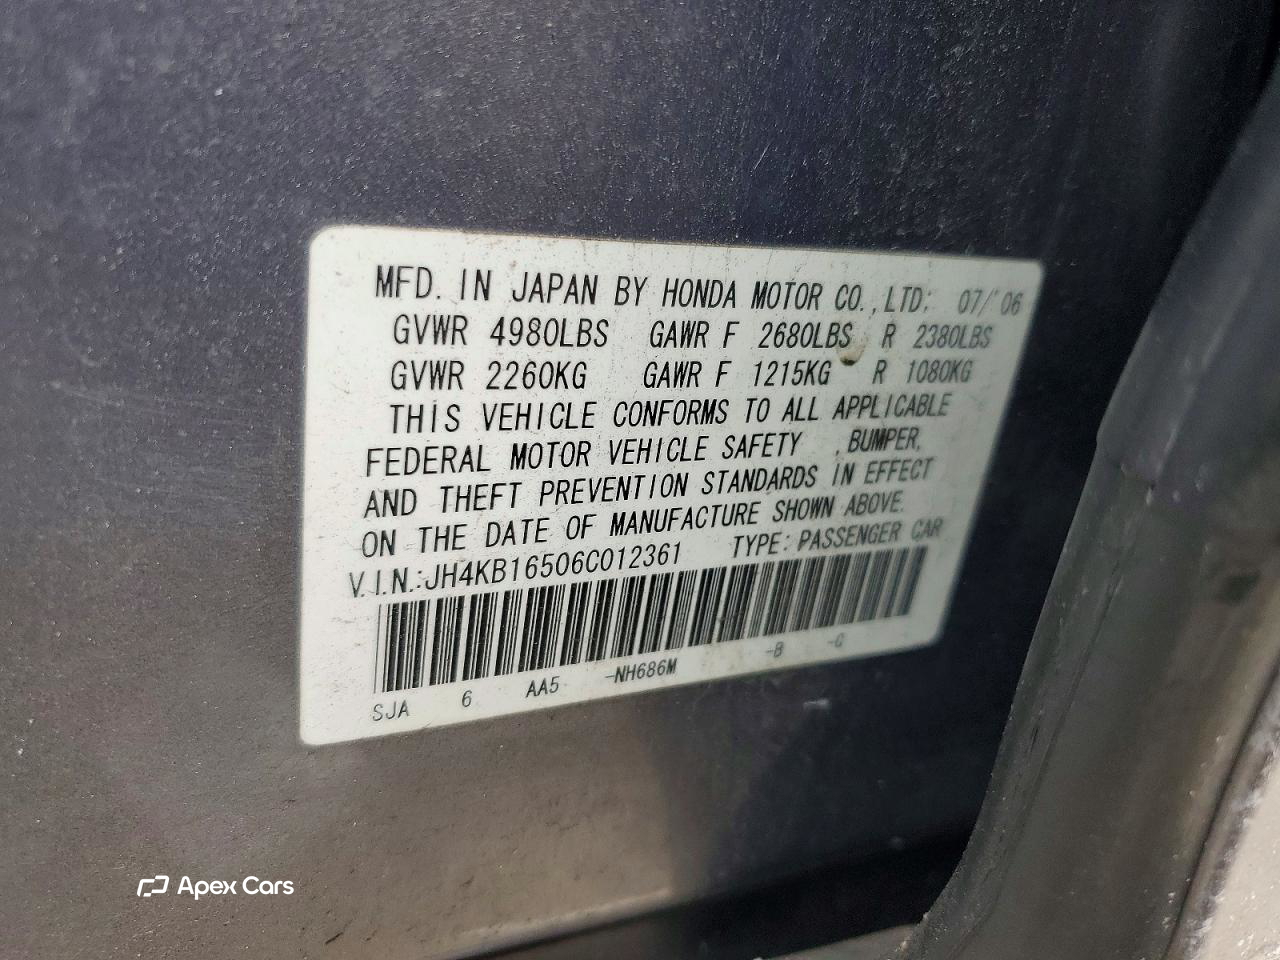 MFD. IN JAPAN BY HONDA MOTOR CO.,LTD: 07/'06
GVWR 4980LBS GAWR F 2680LBS R 2380LBS
GVWR 2260KG GAWR F 1215KG R 1080KG
THIS VEHICLE CONFORMS TO ALL APPLICABLE
FEDERAL MOTOR VEHICLE SAFETY , BUMPER,
AND THEFT PREVENTION STANDARDS IN EFFECT
ON THE DATE OF MANUFACTURE SHOWN ABOVE.
V.I.N.:JH4KB16506C012361 TYPE: PASSENGER CAR
SJA 6 AA5 -NH686M -B -C
Apex Cars